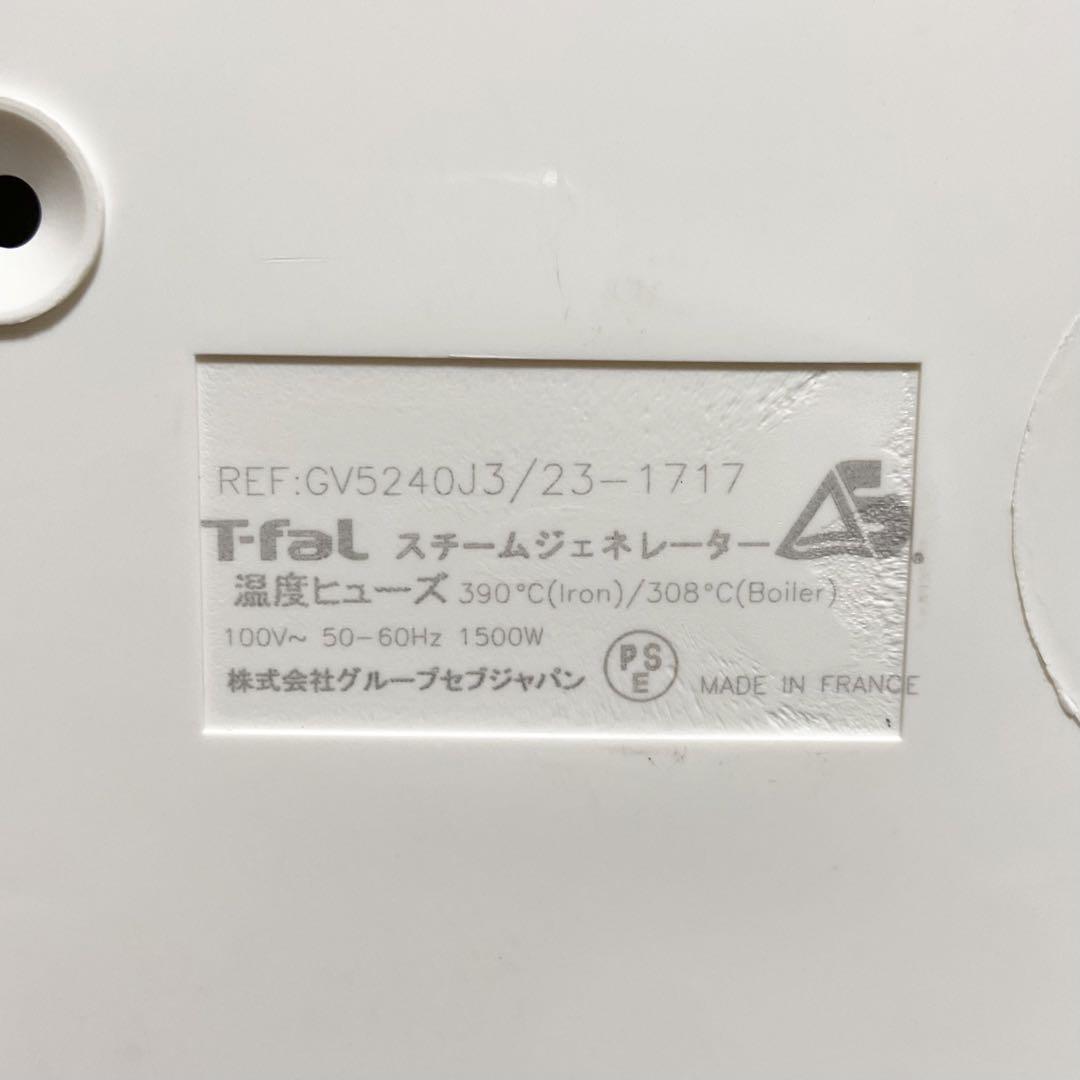 REF:GV5240J3/23-1717
T-faL スチームジェネレーター
温度ヒューズ 390°C(Iron)/308°C(Boiler)
100V~ 50-60Hz 1500W
株式会社グループセブジャパン PSE MADE IN FRANCE